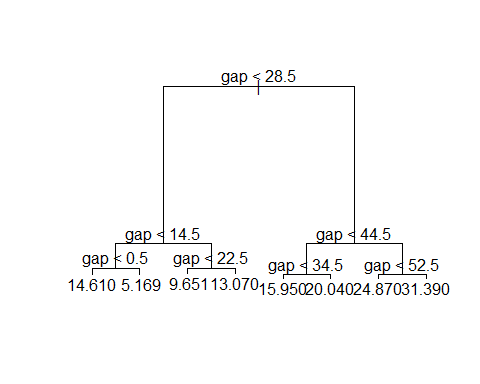 gap < 28.5
gap < 14.5 gap < 44.5
gap < 0.5 gap < 22.5 gap < 34.5 gap < 52.5
14.610 5.169 9.651 13.070 15.950 20.040 24.870 31.390